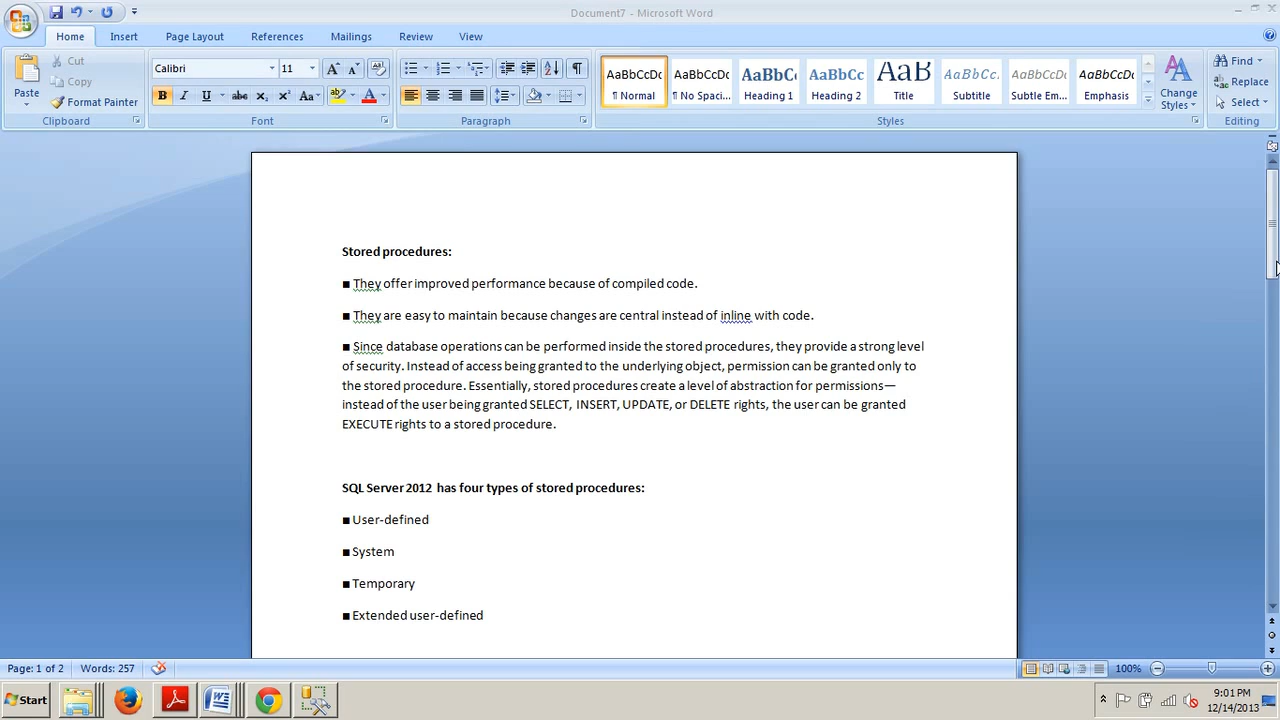 Document7 - Microsoft Word
Home Insert Page Layout References Mailings Review View
Cut
Copy
Format Painter
Paste
Clipboard
Calibri 11
Font
Paragraph
AaBbCcDc AaBbCcDc AaBbC AaBbCc AaB AaBbCc. AaBbCcDc AaBbCcDc
¶ Normal ¶ No Spaci... Heading 1 Heading 2 Title Subtitle Subtle Em... Emphasis
Change Styles
Styles
Find
Replace
Select
Editing
Stored procedures:
■ They offer improved performance because of compiled code.
■ They are easy to maintain because changes are central instead of inline with code.
■ Since database operations can be performed inside the stored procedures, they provide a strong level
of security. Instead of access being granted to the underlying object, permission can be granted only to
the stored procedure. Essentially, stored procedures create a level of abstraction for permissions—
instead of the user being granted SELECT, INSERT, UPDATE, or DELETE rights, the user can be granted
EXECUTE rights to a stored procedure.
SQL Server 2012 has four types of stored procedures:
■ User-defined
■ System
■ Temporary
■ Extended user-defined
Page: 1 of 2 Words: 257 100%
Start 9:01 PM
12/14/2013